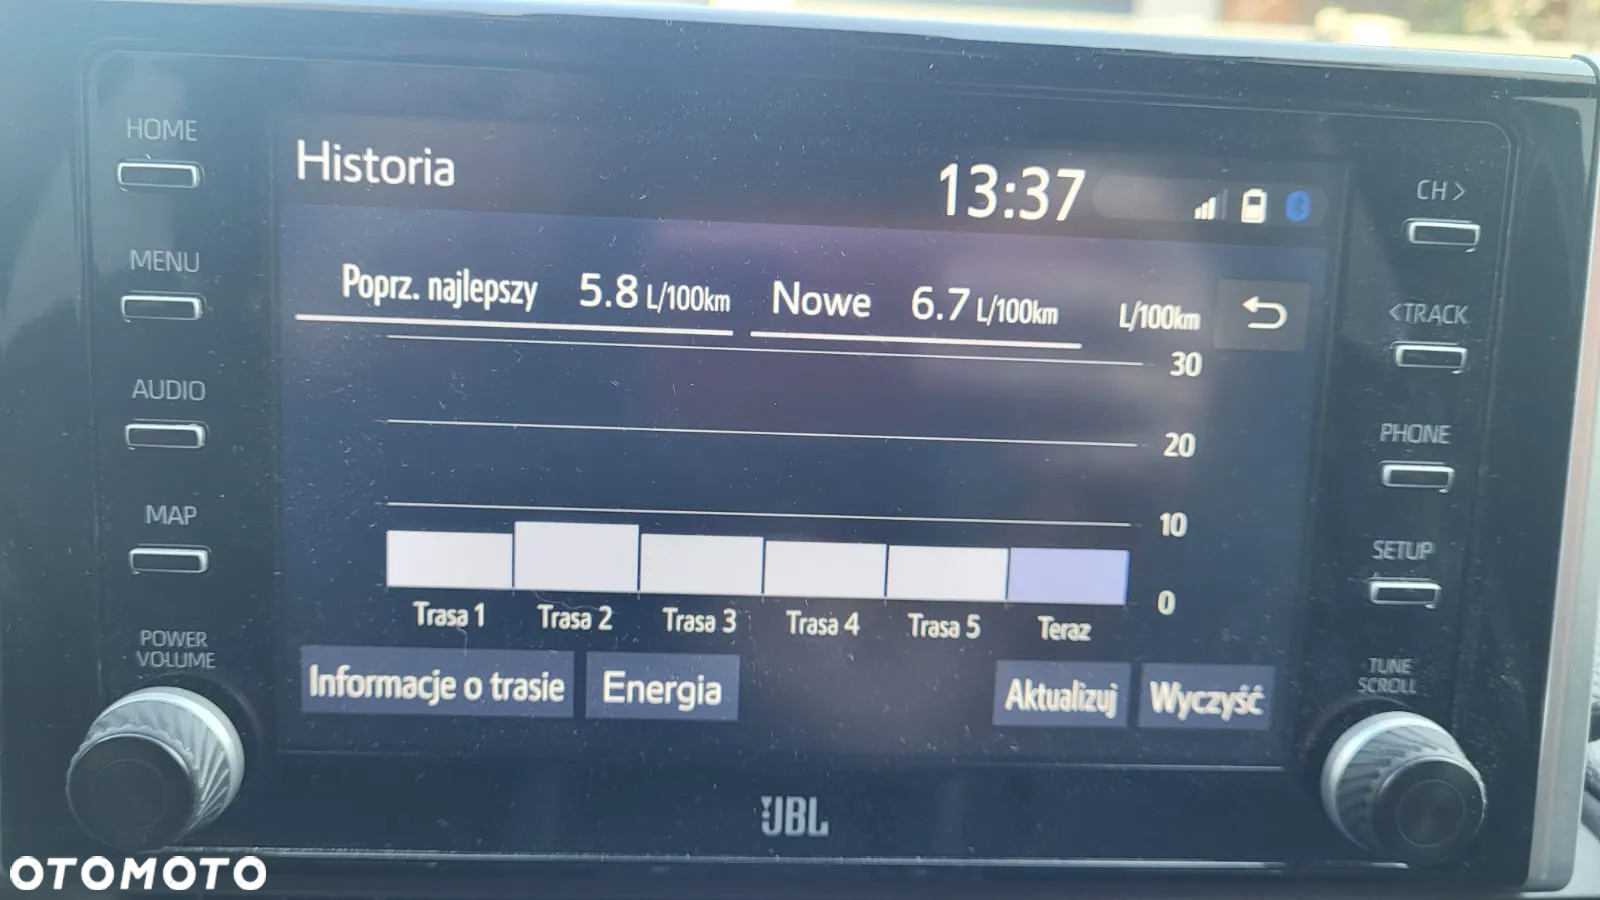 HOME
MENU
AUDIO
MAP
POWER
VOLUME
Historia
13:37
Poprz. najlepszy 5.8 L/100km Nowe 6.7 L/100km L/100km
30
20
10
0
Trasa 1 Trasa 2 Trasa 3 Trasa 4 Trasa 5 Teraz
Informacje o trasie Energia Aktualizuj Wyczyść
CH >
< TRACK
PHONE
SETUP
TUNE
SCROLL
JBL
OTOMOTO